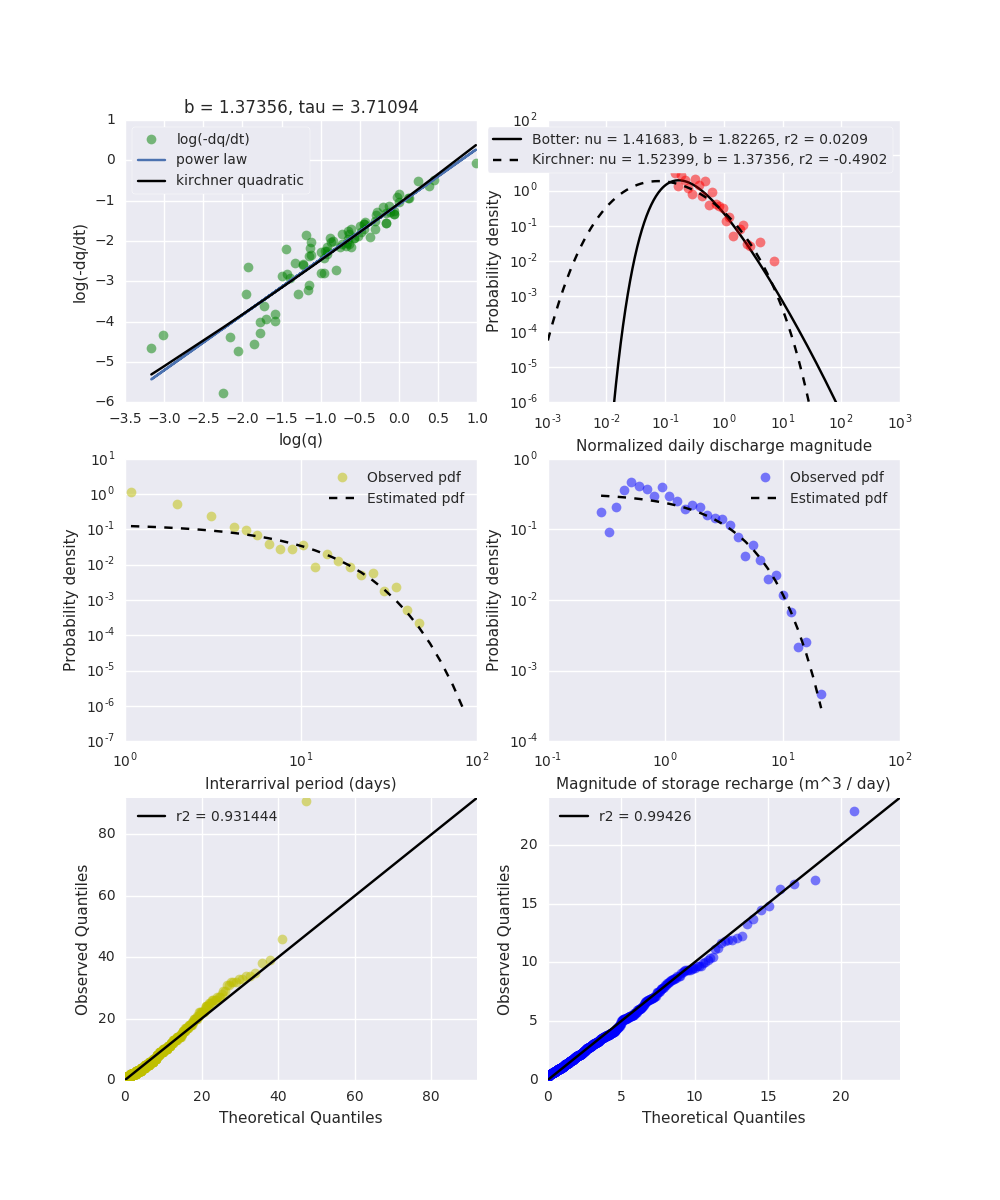 b = 1.37356, tau = 3.71094
1
0
−1
−2
−3
−4
−5
−6
log(-dq/dt)
log(-dq/dt)
power law
kirchner quadratic
−3.5 −3.0 −2.5 −2.0 −1.5 −1.0 −0.5 0.0 0.5 1.0
log(q)
10^2
Botter: nu = 1.41683, b = 1.82265, r2 = 0.0209
Kirchner: nu = 1.52399, b = 1.37356, r2 = -0.4902
10^0
10^-1
10^-2
10^-3
10^-4
10^-5
10^-6
Probability density
10^-3 10^-2 10^-1 10^0 10^1 10^2 10^3
Normalized daily discharge magnitude
10^1
10^0
10^-1
10^-2
10^-3
10^-4
10^-5
10^-6
10^-7
Probability density
Observed pdf
Estimated pdf
10^0 10^1 10^2
Interarrival period (days)
10^0
10^-1
10^-2
10^-3
10^-4
Probability density
Observed pdf
Estimated pdf
10^-1 10^0 10^1 10^2
Magnitude of storage recharge (m^3 / day)
80
60
40
20
0
Observed Quantiles
r2 = 0.931444
0 20 40 60 80
Theoretical Quantiles
20
15
10
5
0
Observed Quantiles
r2 = 0.99426
0 5 10 15 20
Theoretical Quantiles